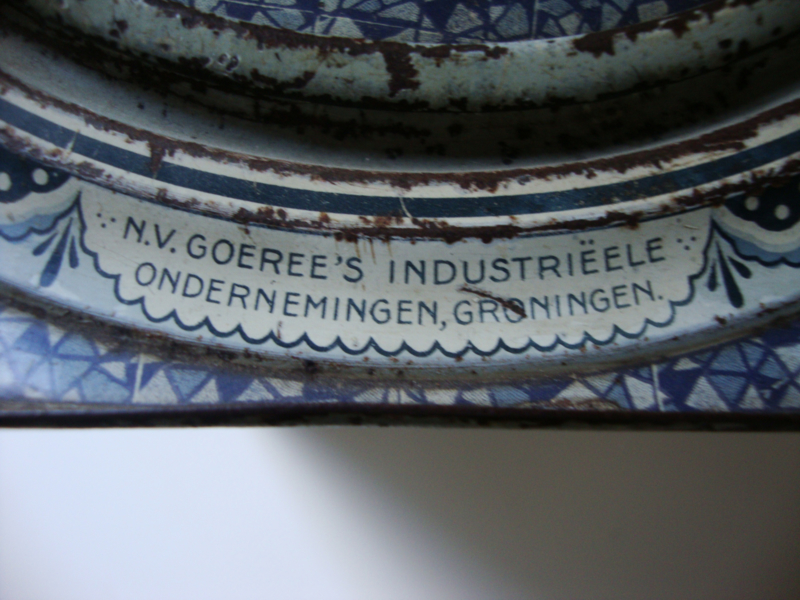 N.V. GOEREE'S INDUSTRIËELE
ONDERNEMINGEN, GRONINGEN.